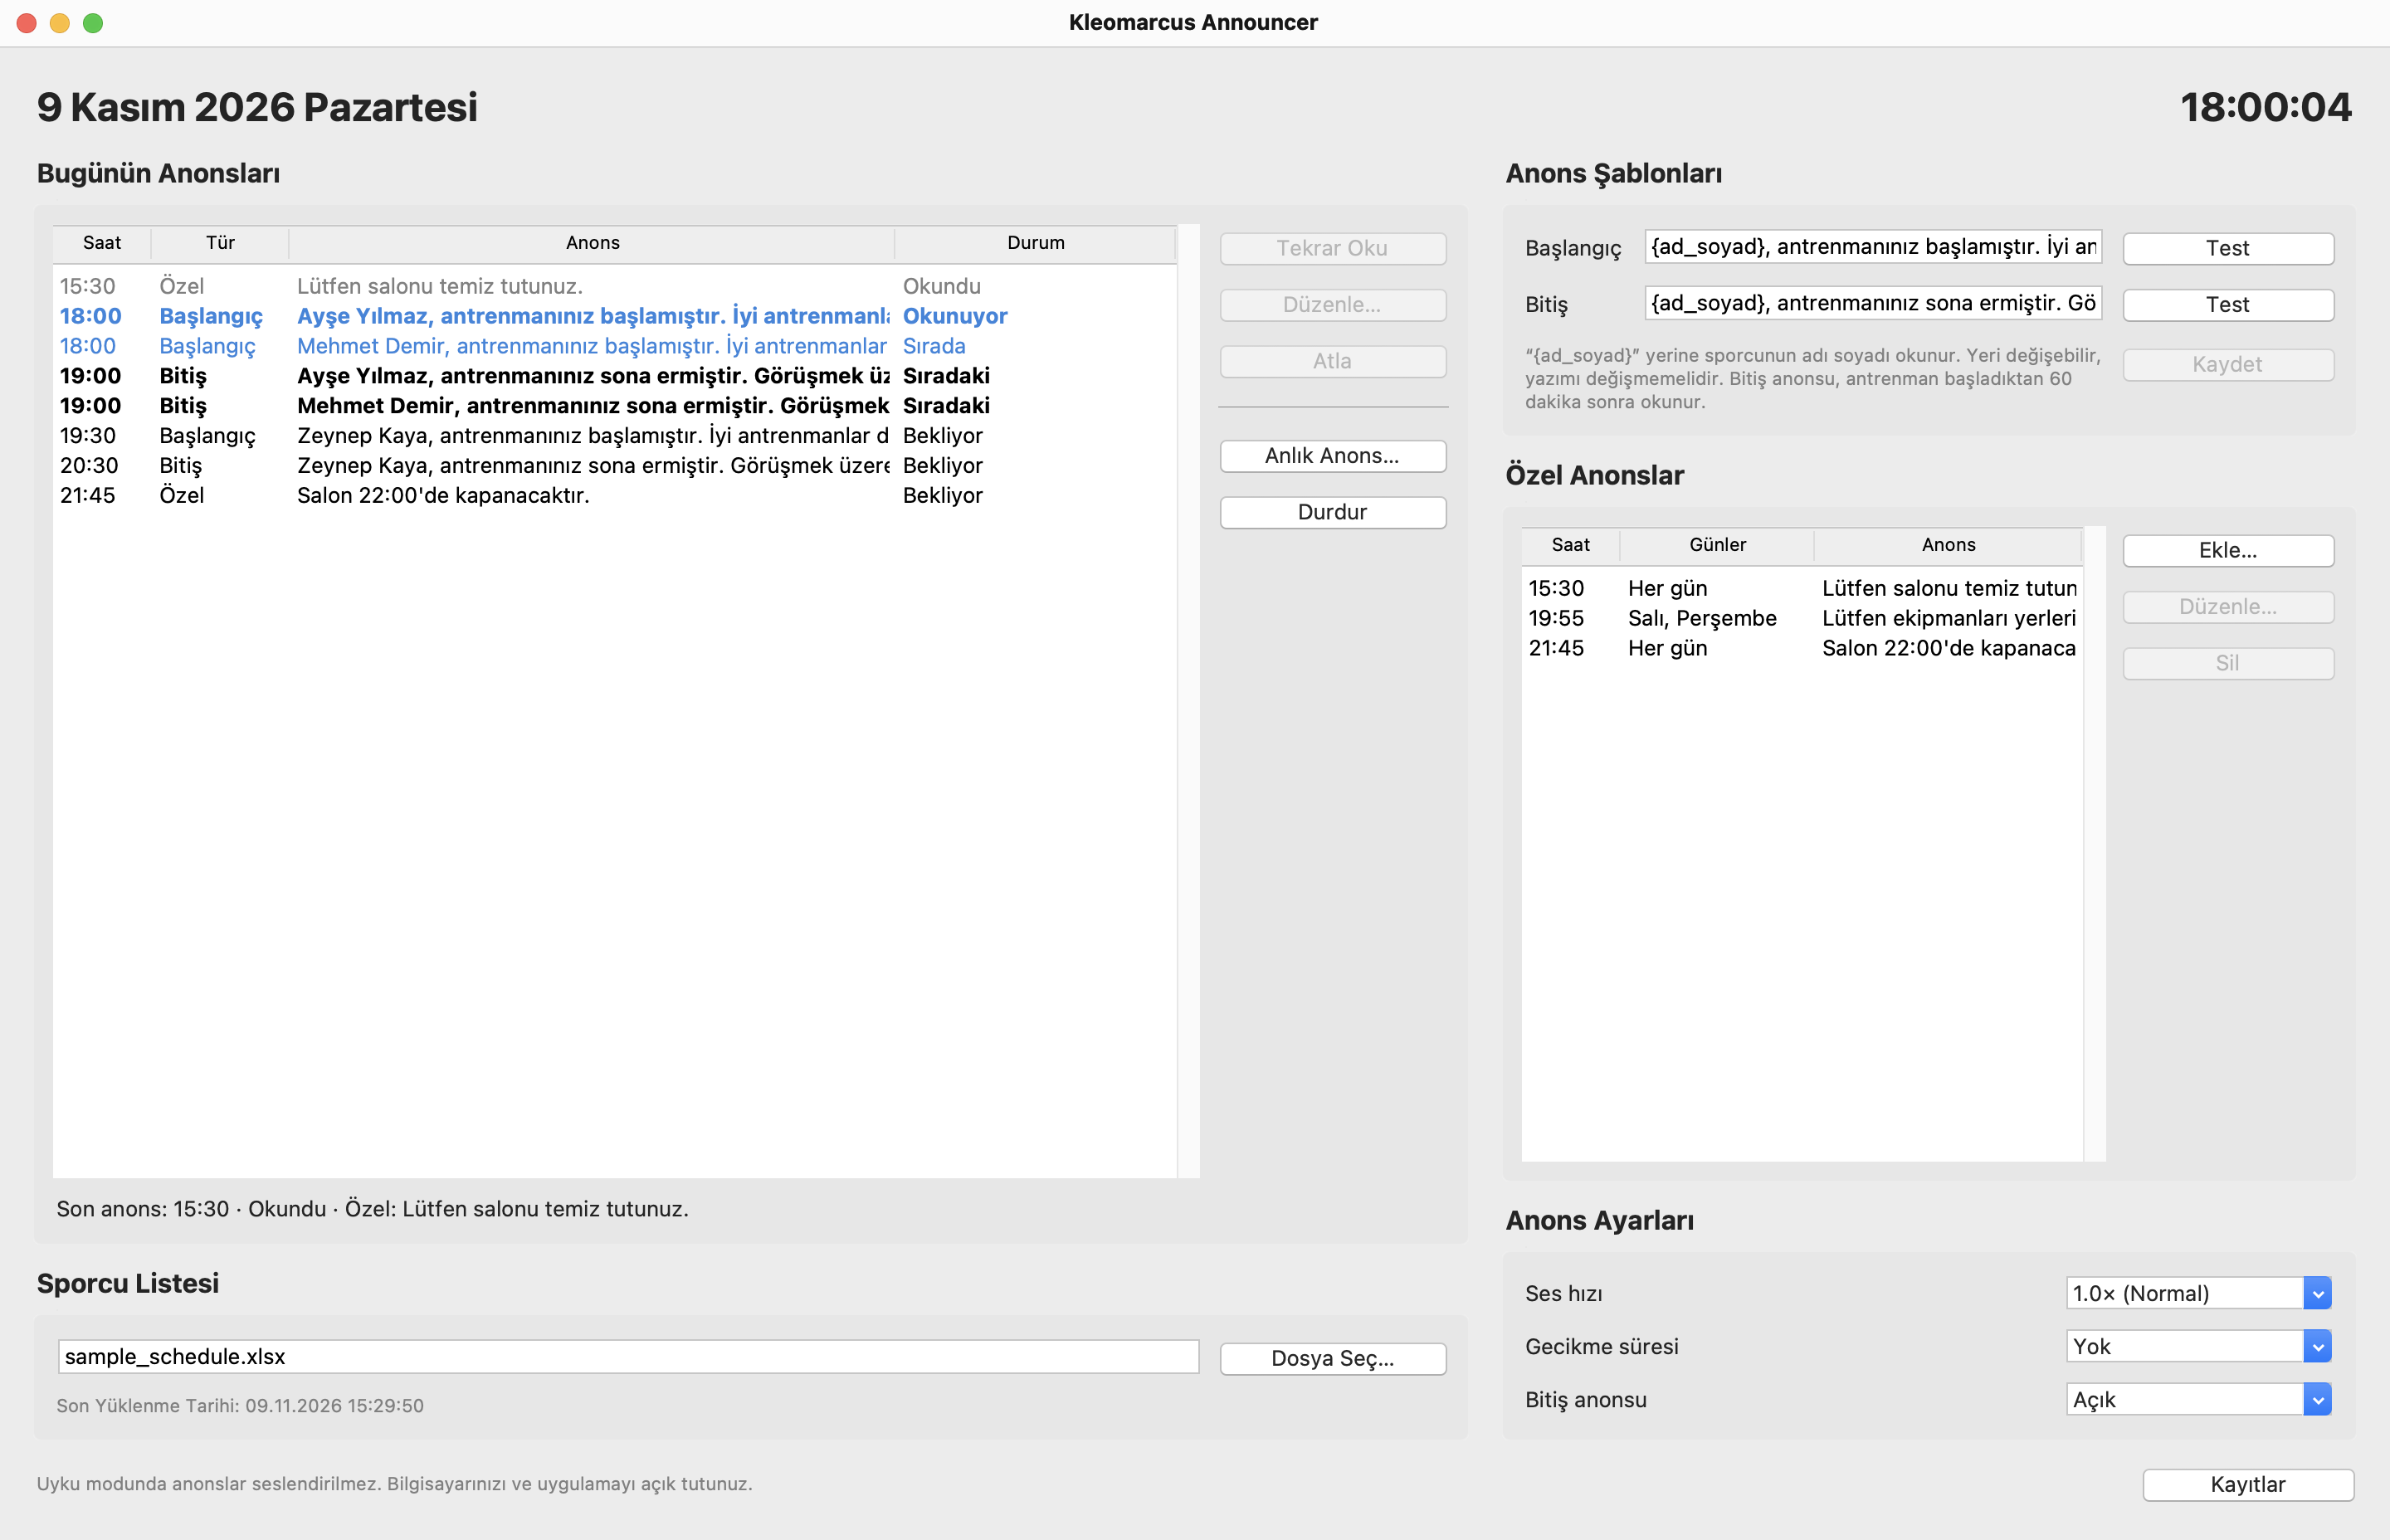 Kleomarcus Announcer
9 Kasım 2026 Pazartesi
18:00:04
Bugünün Anonsları
Saat Tür Anons Durum
15:30 Özel Lütfen salonu temiz tutunuz. Okundu
18:00 Başlangıç Ayşe Yılmaz, antrenmanınız başlamıştır. İyi antrenmanla Okunuyor
18:00 Başlangıç Mehmet Demir, antrenmanınız başlamıştır. İyi antrenmanlar Sırada
19:00 Bitiş Ayşe Yılmaz, antrenmanınız sona ermiştir. Görüşmek üz Sıradaki
19:00 Bitiş Mehmet Demir, antrenmanınız sona ermiştir. Görüşmek Sıradaki
19:30 Başlangıç Zeynep Kaya, antrenmanınız başlamıştır. İyi antrenmanlar d Bekliyor
20:30 Bitiş Zeynep Kaya, antrenmanınız sona ermiştir. Görüşmek üzere Bekliyor
21:45 Özel Salon 22:00'de kapanacaktır. Bekliyor
Tekrar Oku
Düzenle...
Atla
Anlık Anons...
Durdur
Son anons: 15:30 · Okundu · Özel: Lütfen salonu temiz tutunuz.
Sporcu Listesi
sample_schedule.xlsx
Dosya Seç...
Son Yüklenme Tarihi: 09.11.2026 15:29:50
Uyku modunda anonslar seslendirilmez. Bilgisayarınızı ve uygulamayı açık tutunuz.
Anons Şablonları
Başlangıç {ad_soyad}, antrenmanınız başlamıştır. İyi an Test
Bitiş {ad_soyad}, antrenmanınız sona ermiştir. Gö Test
“{ad_soyad}” yerine sporcunun adı soyadı okunur. Yeri değişebilir,
yazımı değişmemelidir. Bitiş anonsu, antrenman başladıktan 60
dakika sonra okunur.
Kaydet
Özel Anonslar
Saat Günler Anons
15:30 Her gün Lütfen salonu temiz tutun
19:55 Salı, Perşembe Lütfen ekipmanları yerleri
21:45 Her gün Salon 22:00'de kapanaca
Ekle...
Düzenle...
Sil
Anons Ayarları
Ses hızı 1.0× (Normal)
Gecikme süresi Yok
Bitiş anonsu Açık
Kayıtlar